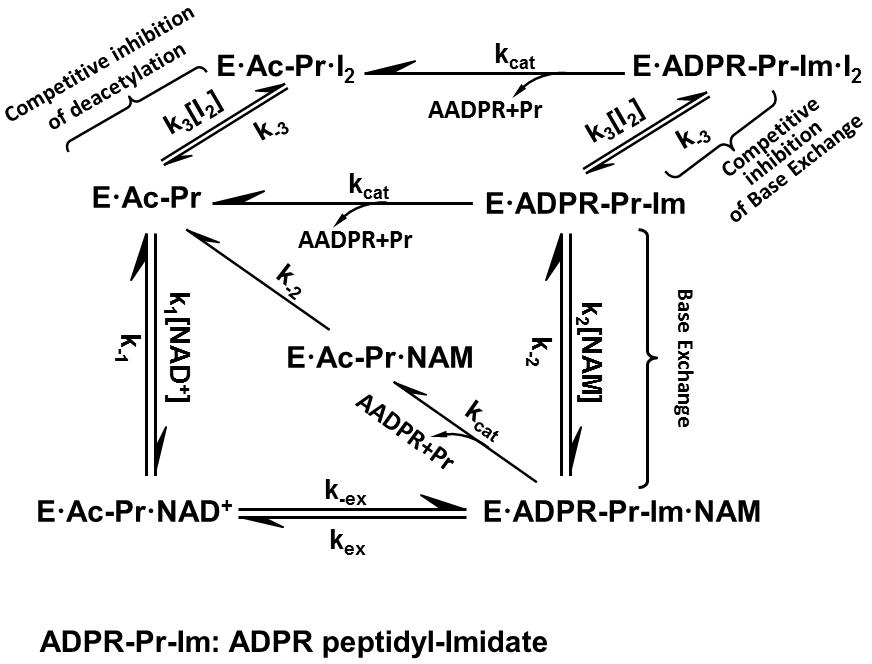 Competitive inhibition
of deacetylation
E·Ac-Pr·I₂
kcat
E·ADPR-Pr-Im·I₂
AADPR+Pr
k₃[I₂]
k₋₃
k₃[I₂]
k₋₃
Competitive
inhibition
of Base Exchange
E·Ac-Pr
kcat
E·ADPR-Pr-Im
AADPR+Pr
k₋₂
k₁[NAD⁺]
k₋₁
E·Ac-Pr·NAM
k₂[NAM]
k₋₂
Base Exchange
kcat
AADPR+Pr
E·Ac-Pr·NAD⁺
k-ex
kex
E·ADPR-Pr-Im·NAM
ADPR-Pr-Im: ADPR peptidyl-Imidate